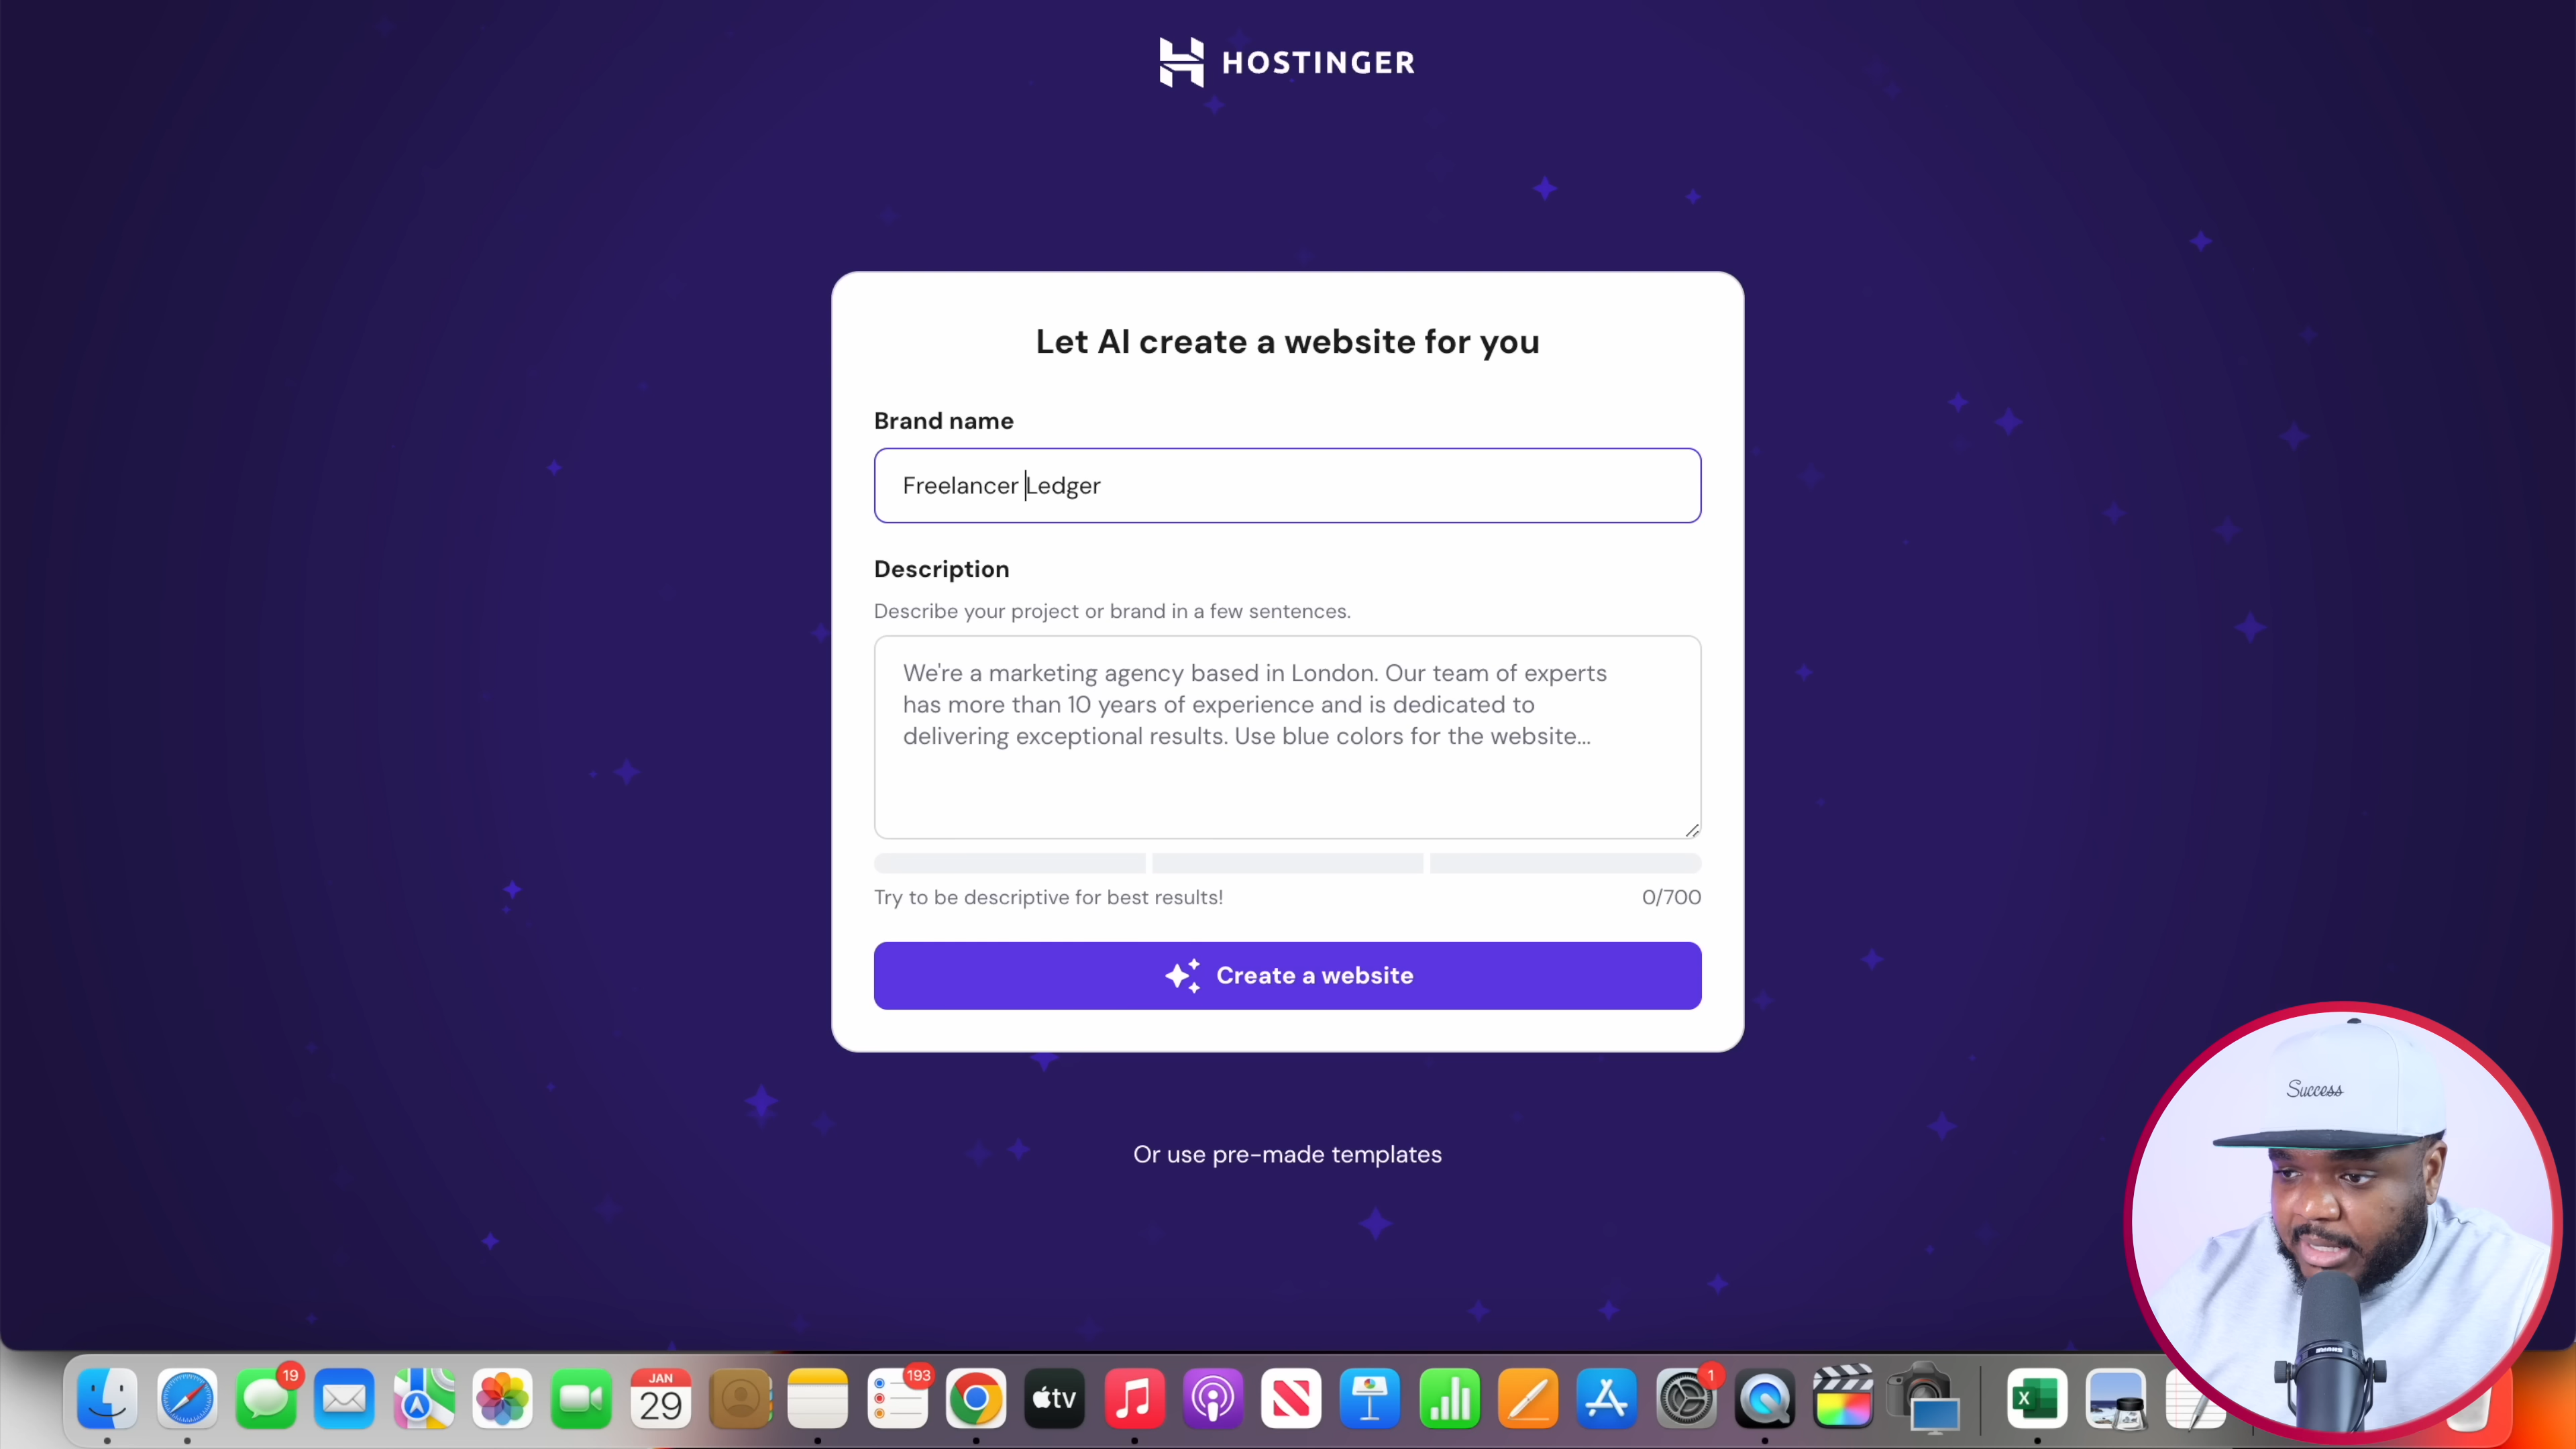 HOSTINGER
Let AI create a website for you
Brand name
Freelancer Ledger
Description
Describe your project or brand in a few sentences.
We're a marketing agency based in London. Our team of experts
has more than 10 years of experience and is dedicated to
delivering exceptional results. Use blue colors for the website...
Try to be descriptive for best results!
0/700
Create a website
Or use pre-made templates
Success
19
JAN
29
193
tv
1
X
SHURE